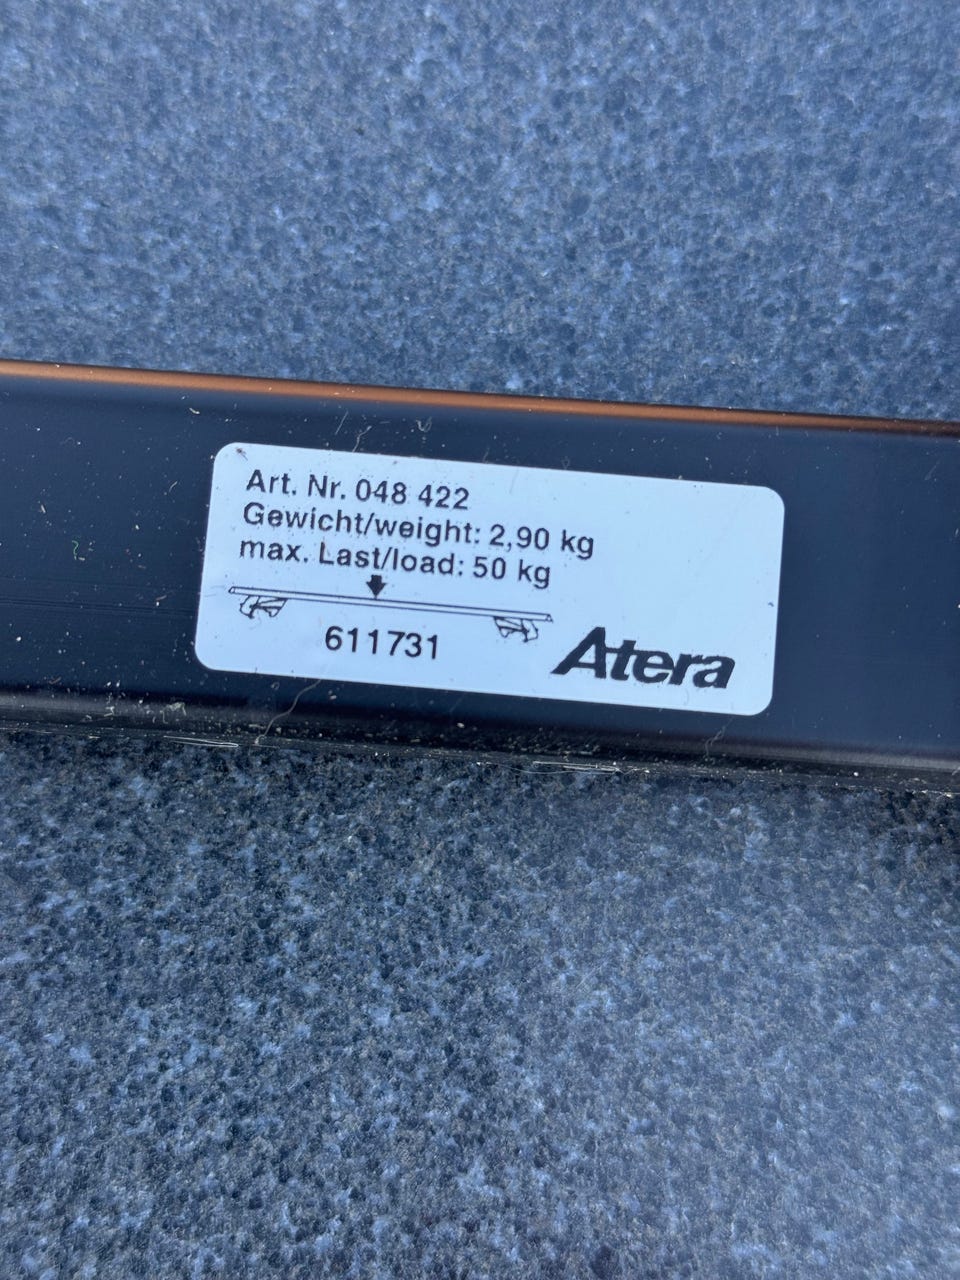 Art. Nr. 048 422
Gewicht/weight: 2,90 kg
max. Last/load: 50 kg
611731
Atera